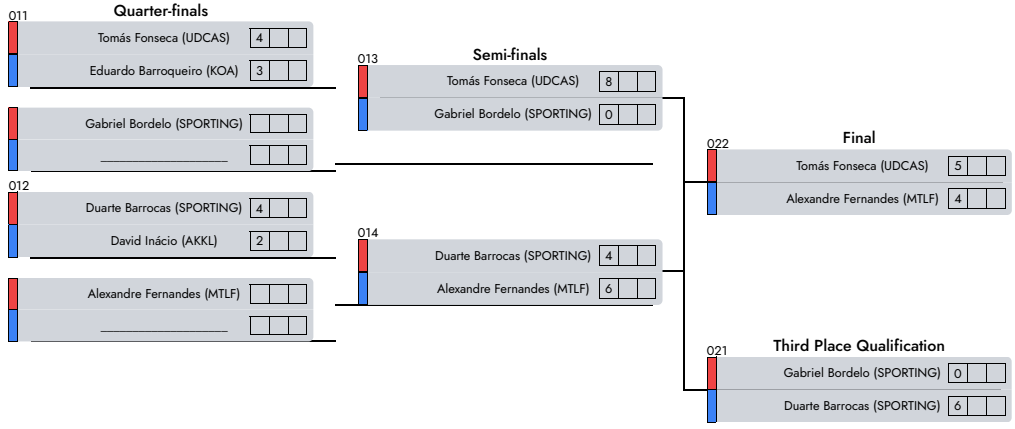 Quarter-finals
011
Tomás Fonseca (UDCAS) 4
Eduardo Barroqueiro (KOA) 3
Gabriel Bordelo (SPORTING)
____________________
012
Duarte Barrocas (SPORTING) 4
David Inácio (AKKL) 2
Alexandre Fernandes (MTLF)
____________________
Semi-finals
013
Tomás Fonseca (UDCAS) 8
Gabriel Bordelo (SPORTING) 0
014
Duarte Barrocas (SPORTING) 4
Alexandre Fernandes (MTLF) 6
Final
022
Tomás Fonseca (UDCAS) 5
Alexandre Fernandes (MTLF) 4
Third Place Qualification
021
Gabriel Bordelo (SPORTING) 0
Duarte Barrocas (SPORTING) 6